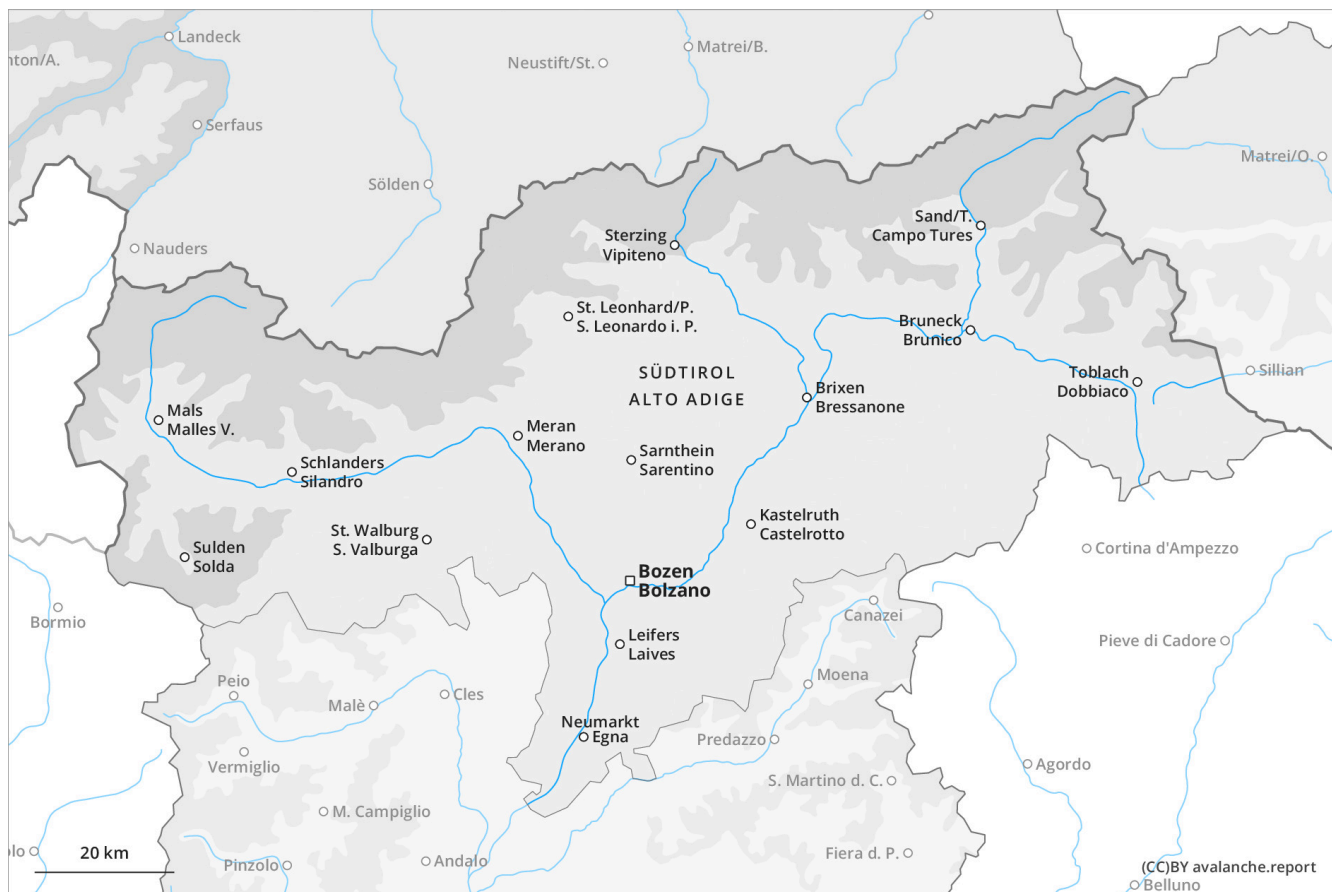 Landeck
nton/A.
Matrei/B.
Neustift/St.
Serfaus
Matrei/O.
Sölden
Sand/T.
Campo Tures
Sterzing
Vipiteno
Nauders
St. Leonhard/P.
S. Leonardo i. P.
Bruneck
Brunico
SÜDTIROL
ALTO ADIGE
Toblach
Dobbiaco
Sillian
Brixen
Bressanone
Mals
Malles V.
Meran
Merano
Sarnthein
Sarentino
Schlanders
Silandro
Kastelruth
Castelrotto
St. Walburg
S. Valburga
Sulden
Solda
Cortina d'Ampezzo
Bozen
Bolzano
Bormio
Canazei
Leifers
Laives
Pieve di Cadore
Peio
Moena
Malè
Cles
Neumarkt
Egna
Predazzo
Vermiglio
Agordo
S. Martino d. C.
M. Campiglio
olo
20 km
Pinzolo
Andalo
Fiera d. P.
(CC)BY avalanche.report
Belluno